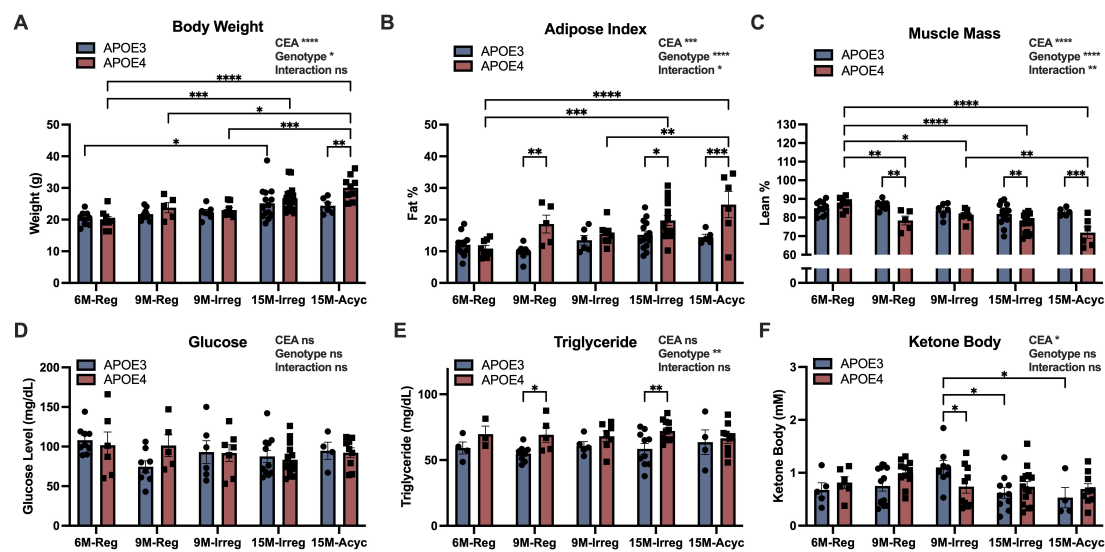 A
Body Weight
APOE3
APOE4
CEA ****
Genotype *
Interaction ns
****
***
*
***
*
**
Weight (g)
50
40
30
20
10
0
6M-Reg 9M-Reg 9M-Irreg 15M-Irreg 15M-Acyc
B
Adipose Index
APOE3
APOE4
CEA ***
Genotype ****
Interaction *
****
***
**
** * ***
Fat %
50
40
30
20
10
0
6M-Reg 9M-Reg 9M-Irreg 15M-Irreg 15M-Acyc
C
Muscle Mass
APOE3
APOE4
CEA ****
Genotype ****
Interaction **
****
****
*
** **
** ** ***
Lean %
130
120
110
100
90
80
70
60
20
0
6M-Reg 9M-Reg 9M-Irreg 15M-Irreg 15M-Acyc
D
Glucose
APOE3
APOE4
CEA ns
Genotype ns
Interaction ns
Glucose Level (mg/dL)
200
150
100
50
0
6M-Reg 9M-Reg 9M-Irreg 15M-Irreg 15M-Acyc
E
Triglyceride
APOE3
APOE4
CEA ns
Genotype **
Interaction ns
* **
Triglyceride (mg/dL)
100
50
0
6M-Reg 9M-Reg 9M-Irreg 15M-Irreg 15M-Acyc
F
Ketone Body
APOE3
APOE4
CEA *
Genotype ns
Interaction ns
*
*
*
Ketone Body (mM)
3
2
1
0
6M-Reg 9M-Reg 9M-Irreg 15M-Irreg 15M-Acyc